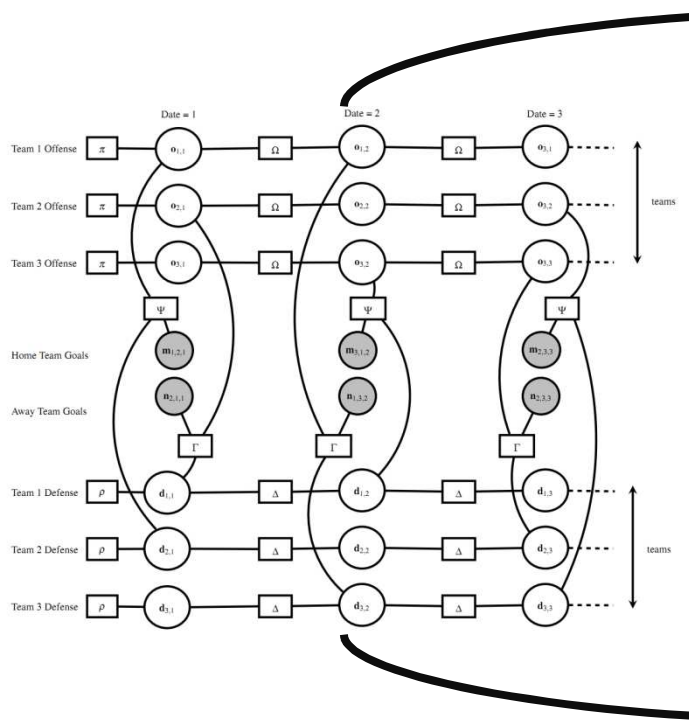 Date = 1 Date = 2 Date = 3
Team 1 Offense π o1,1 Ω o1,2 Ω o3,1
Team 2 Offense π o2,1 Ω o2,2 Ω o3,2
teams
Team 3 Offense π o3,1 Ω o3,2 Ω o3,3
Ψ Ψ Ψ
Home Team Goals m1,2,1 m3,1,2 m2,3,3
Away Team Goals n2,1,1 n1,3,2 n2,3,3
Γ Γ Γ
Team 1 Defense ρ d1,1 Δ d1,2 Δ d1,3
Team 2 Defense ρ d2,1 Δ d2,2 Δ d2,3
teams
Team 3 Defense ρ d3,1 Δ d3,2 Δ d3,3